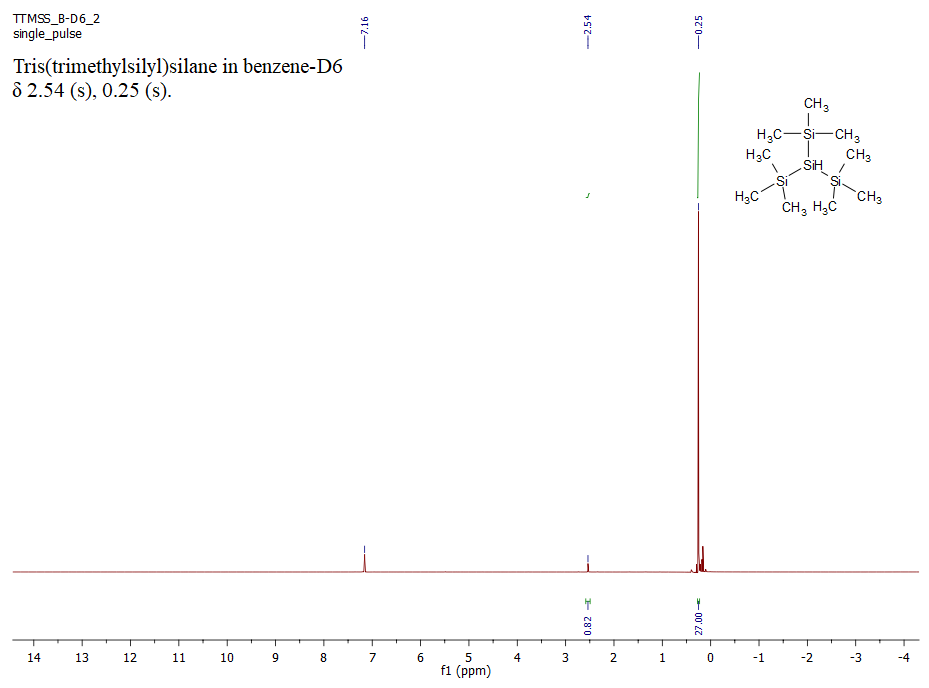 TTMSS_B-D6_2
single_pulse
Tris(trimethylsilyl)silane in benzene-D6
δ 2.54 (s), 0.25 (s).
7.16
2.54
0.25
CH3
H3C Si CH3
H3C SiH CH3
Si Si
H3C CH3 H3C CH3
0.82
27.00
14 13 12 11 10 9 8 7 6 5 4 3 2 1 0 -1 -2 -3 -4
f1 (ppm)